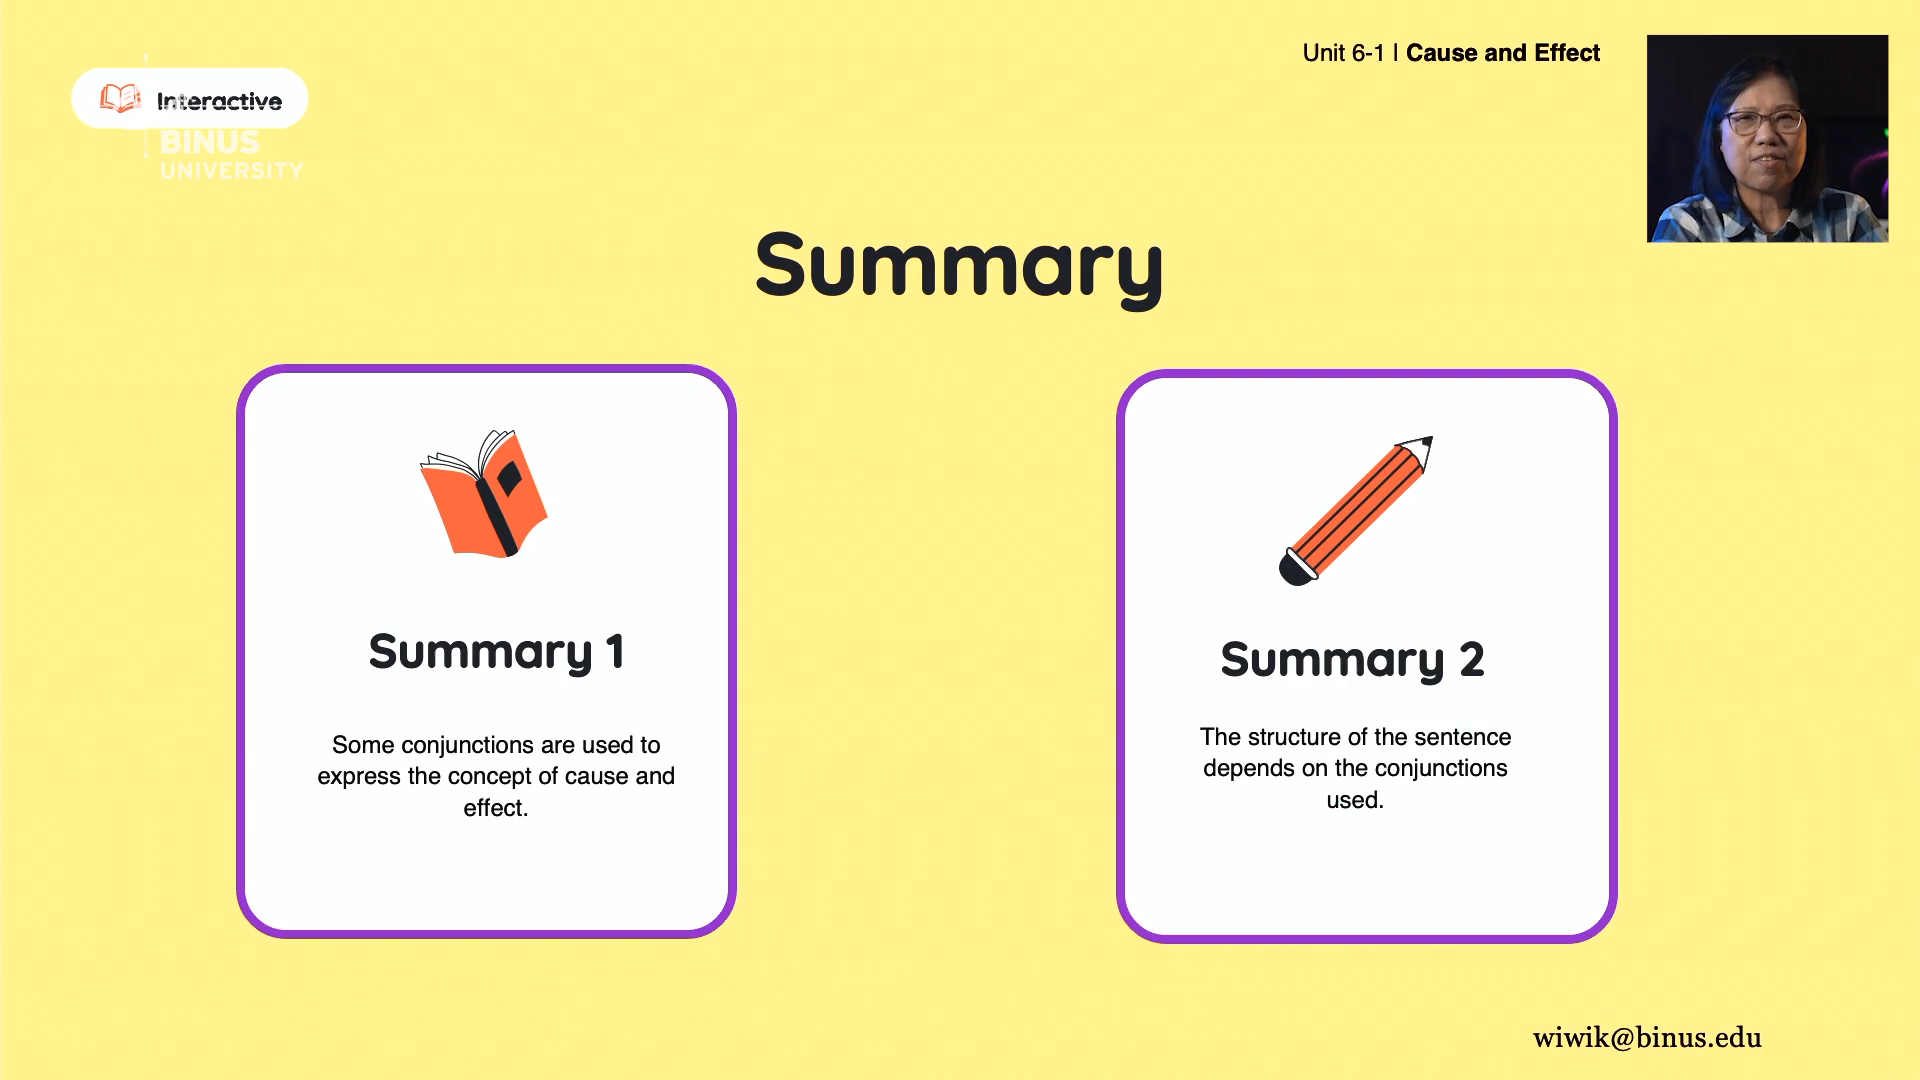 Unit 6-1 | Cause and Effect
Interactive
BINUS
UNIVERSITY
Summary
Summary 1
Some conjunctions are used to
express the concept of cause and
effect.
Summary 2
The structure of the sentence
depends on the conjunctions
used.
wiwik@binus.edu